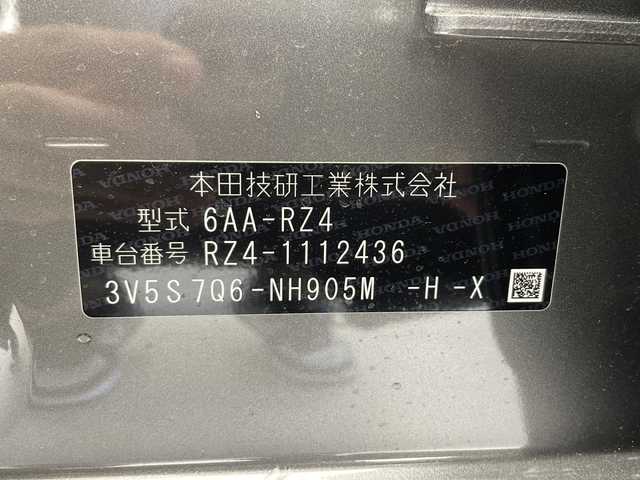 本田技研工業株式会社
型式 6AA-RZ4
車台番号 RZ4-1112436
3V5S7Q6-NH905M -H -X